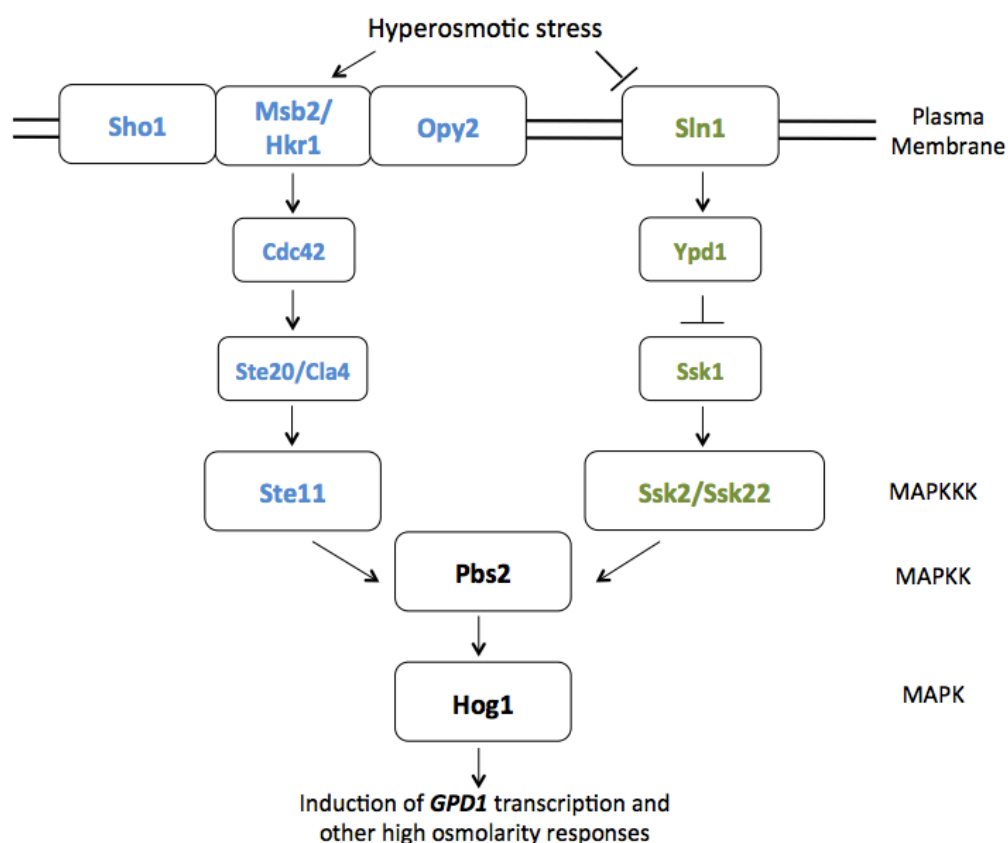 Hyperosmotic stress
Sho1
Msb2/
Hkr1
Opy2
Sln1
Plasma
Membrane
Cdc42
Ypd1
Ste20/Cla4
Ssk1
Ste11
Ssk2/Ssk22
MAPKKK
Pbs2
MAPKK
Hog1
MAPK
Induction of GPD1 transcription and
other high osmolarity responses